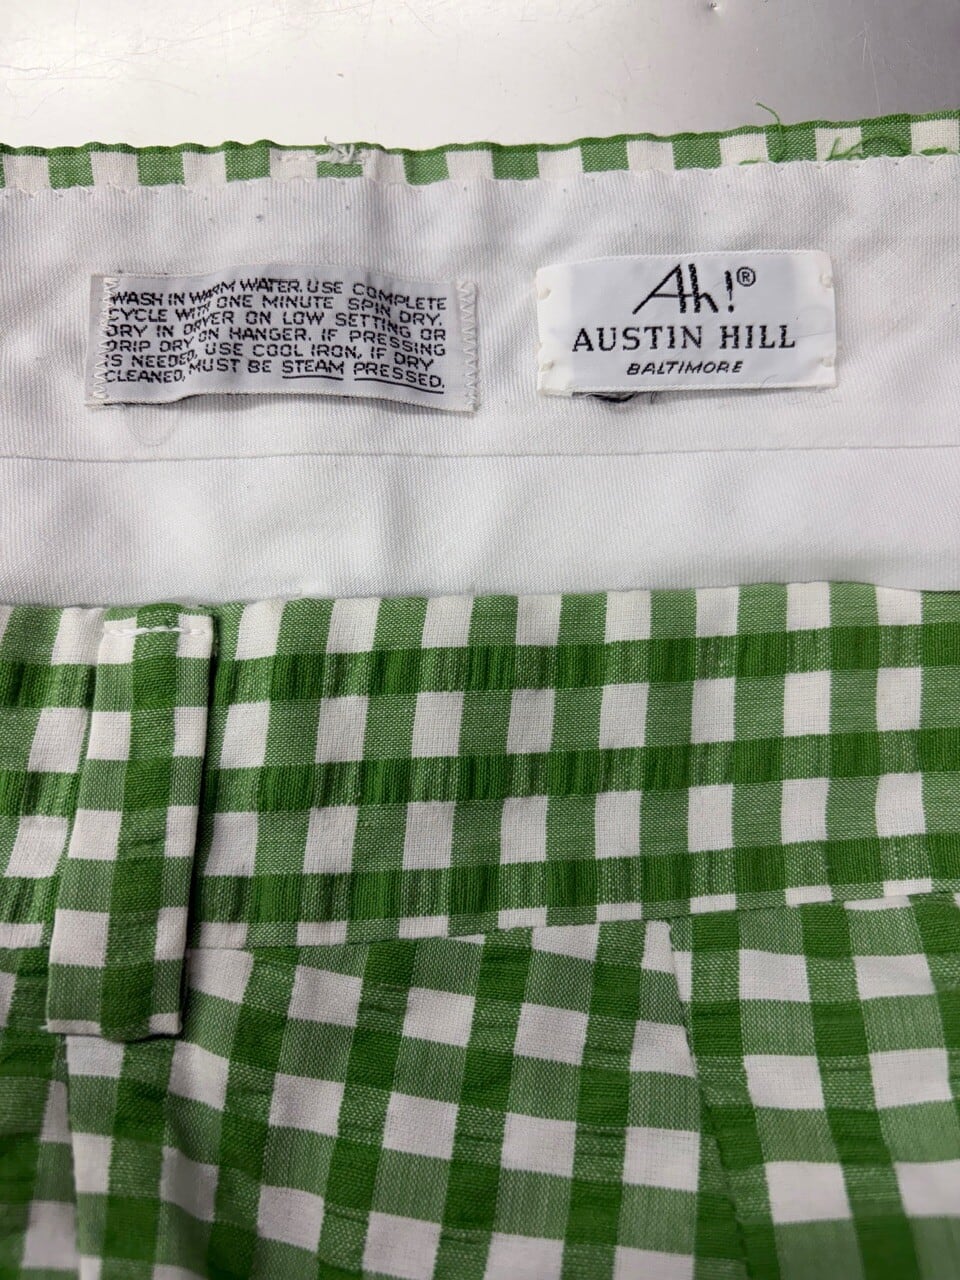 WASH IN WARM WATER. USE COMPLETE
CYCLE WITH ONE MINUTE SPIN DRY.
DRY IN DRYER ON LOW SETTING OR
DRIP DRY ON HANGER. IF PRESSING
IS NEEDED, USE COOL IRON, IF DRY
CLEANED, MUST BE STEAM PRESSED.
Ah!®
AUSTIN HILL
BALTIMORE